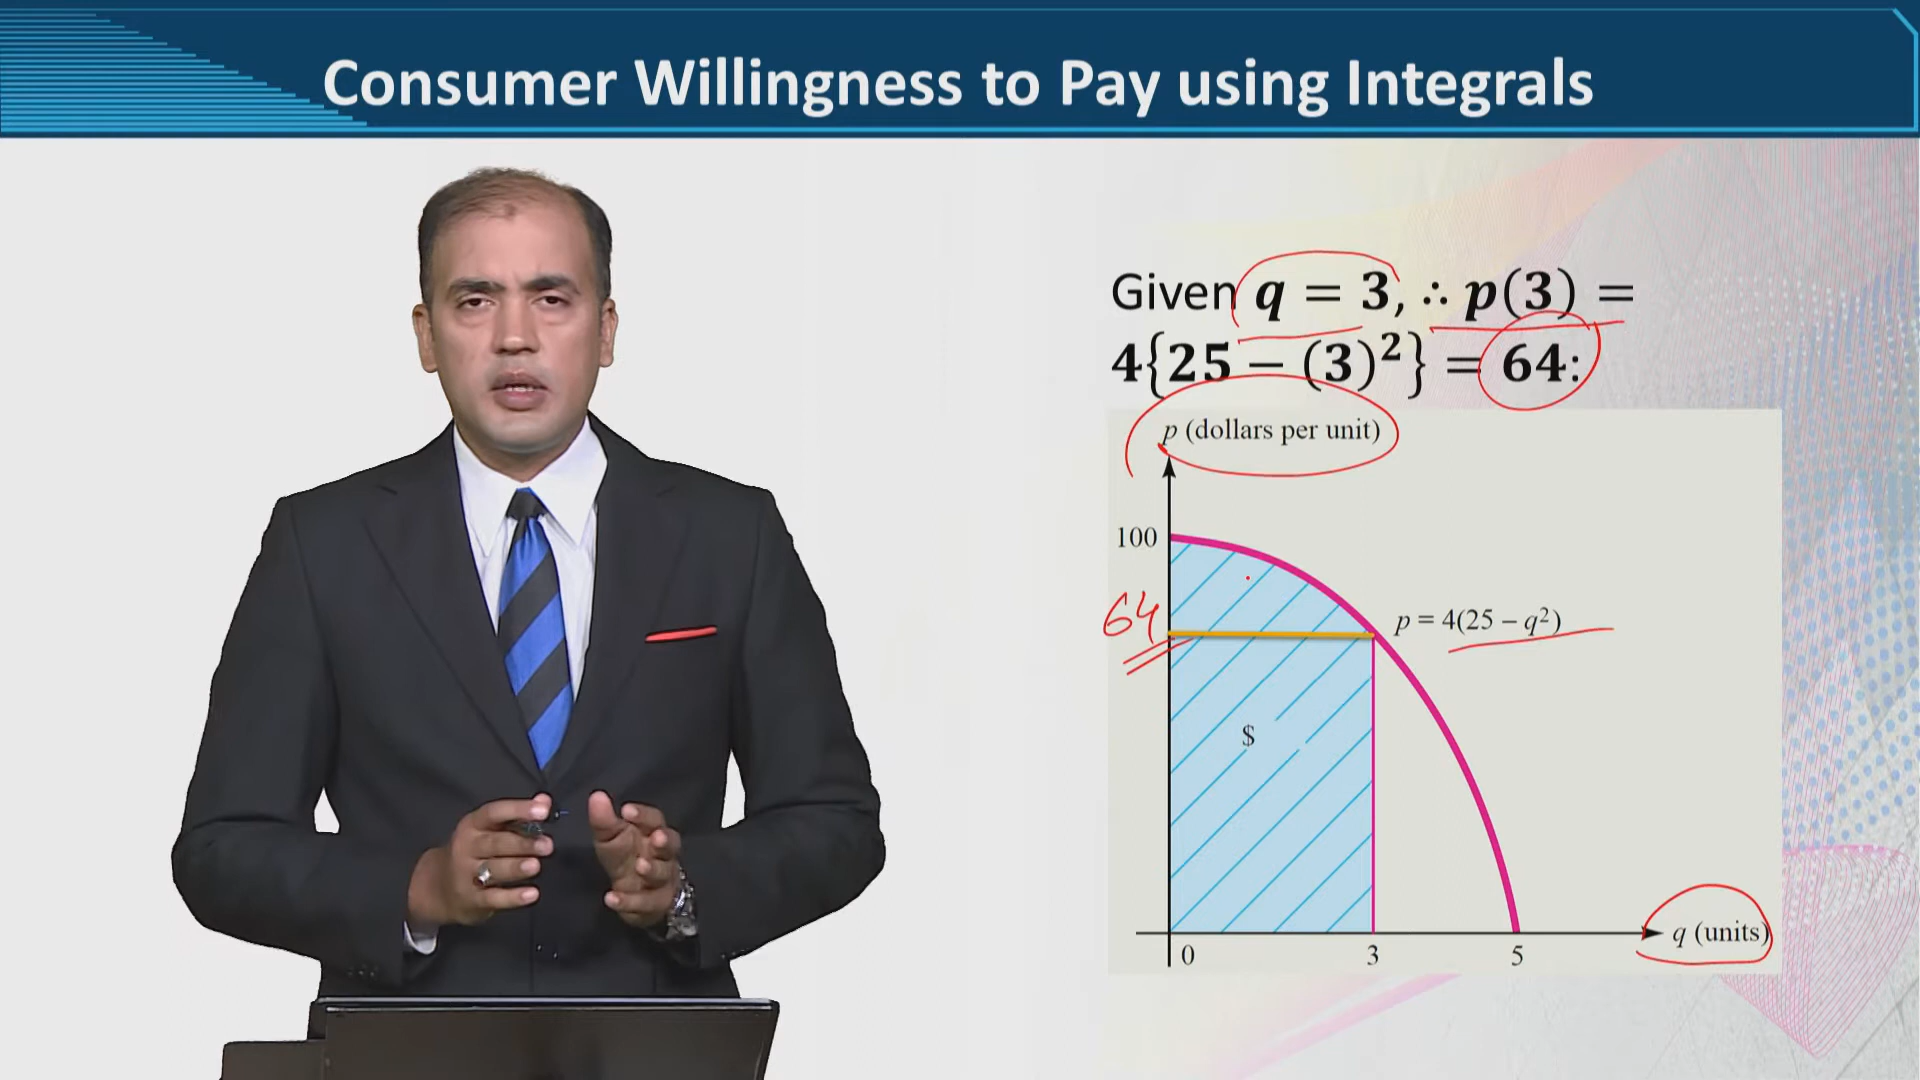 Consumer Willingness to Pay using Integrals
Given q = 3, ∴ p(3) =
4{25 − (3)²} = 64:
p (dollars per unit)
100
64
p = 4(25 − q²)
$
q (units)
0 3 5